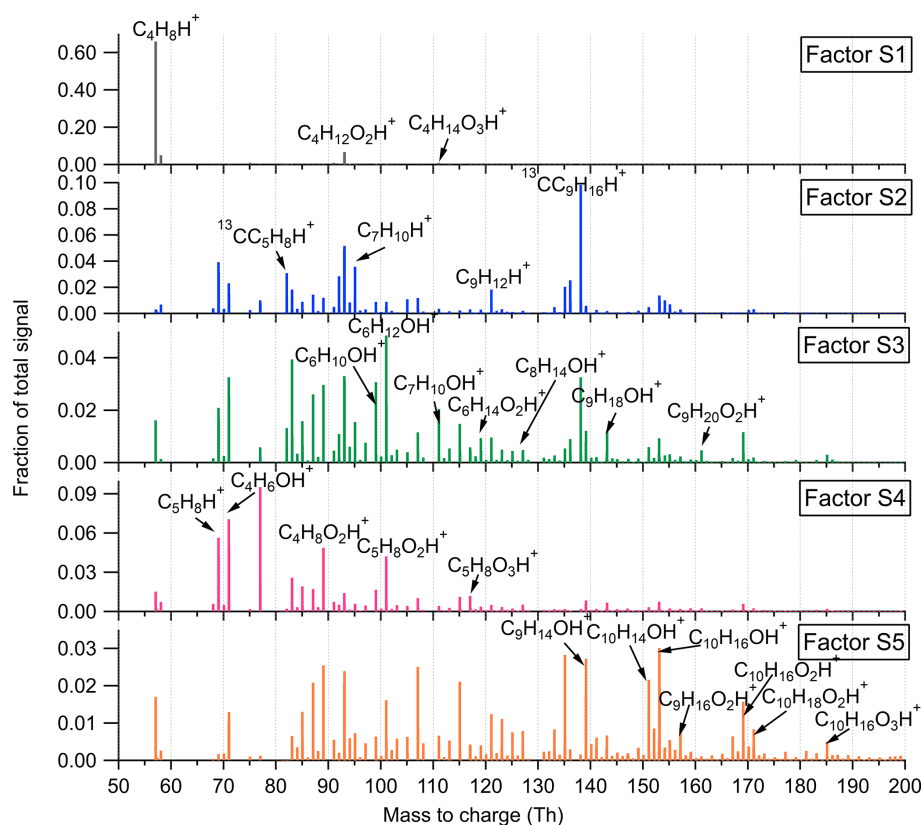 C₄H₈H⁺
0.60
0.40
0.20
0.00
C₄H₁₂O₂H⁺
C₄H₁₄O₃H⁺
Factor S1
0.10
0.08
0.06
0.04
0.02
0.00
¹³CC₅H₈H⁺
C₇H₁₀H⁺
C₉H₁₂H⁺
¹³CC₉H₁₆H⁺
Factor S2
0.04
0.02
0.00
C₆H₁₂OH⁺
C₆H₁₀OH⁺
C₇H₁₀OH⁺
C₆H₁₄O₂H⁺
C₈H₁₄OH⁺
C₉H₁₈OH⁺
C₉H₂₀O₂H⁺
Factor S3
0.09
0.06
0.03
0.00
C₅H₈H⁺
C₄H₆OH⁺
C₄H₈O₂H⁺
C₅H₈O₂H⁺
C₅H₈O₃H⁺
Factor S4
0.03
0.02
0.01
0.00
C₉H₁₄OH⁺
C₁₀H₁₄OH⁺
C₁₀H₁₆OH⁺
C₉H₁₆O₂H⁺
C₁₀H₁₆O₂H⁺
C₁₀H₁₈O₂H⁺
C₁₀H₁₆O₃H⁺
Factor S5
50 60 70 80 90 100 110 120 130 140 150 160 170 180 190 200
Mass to charge (Th)
Fraction of total signal